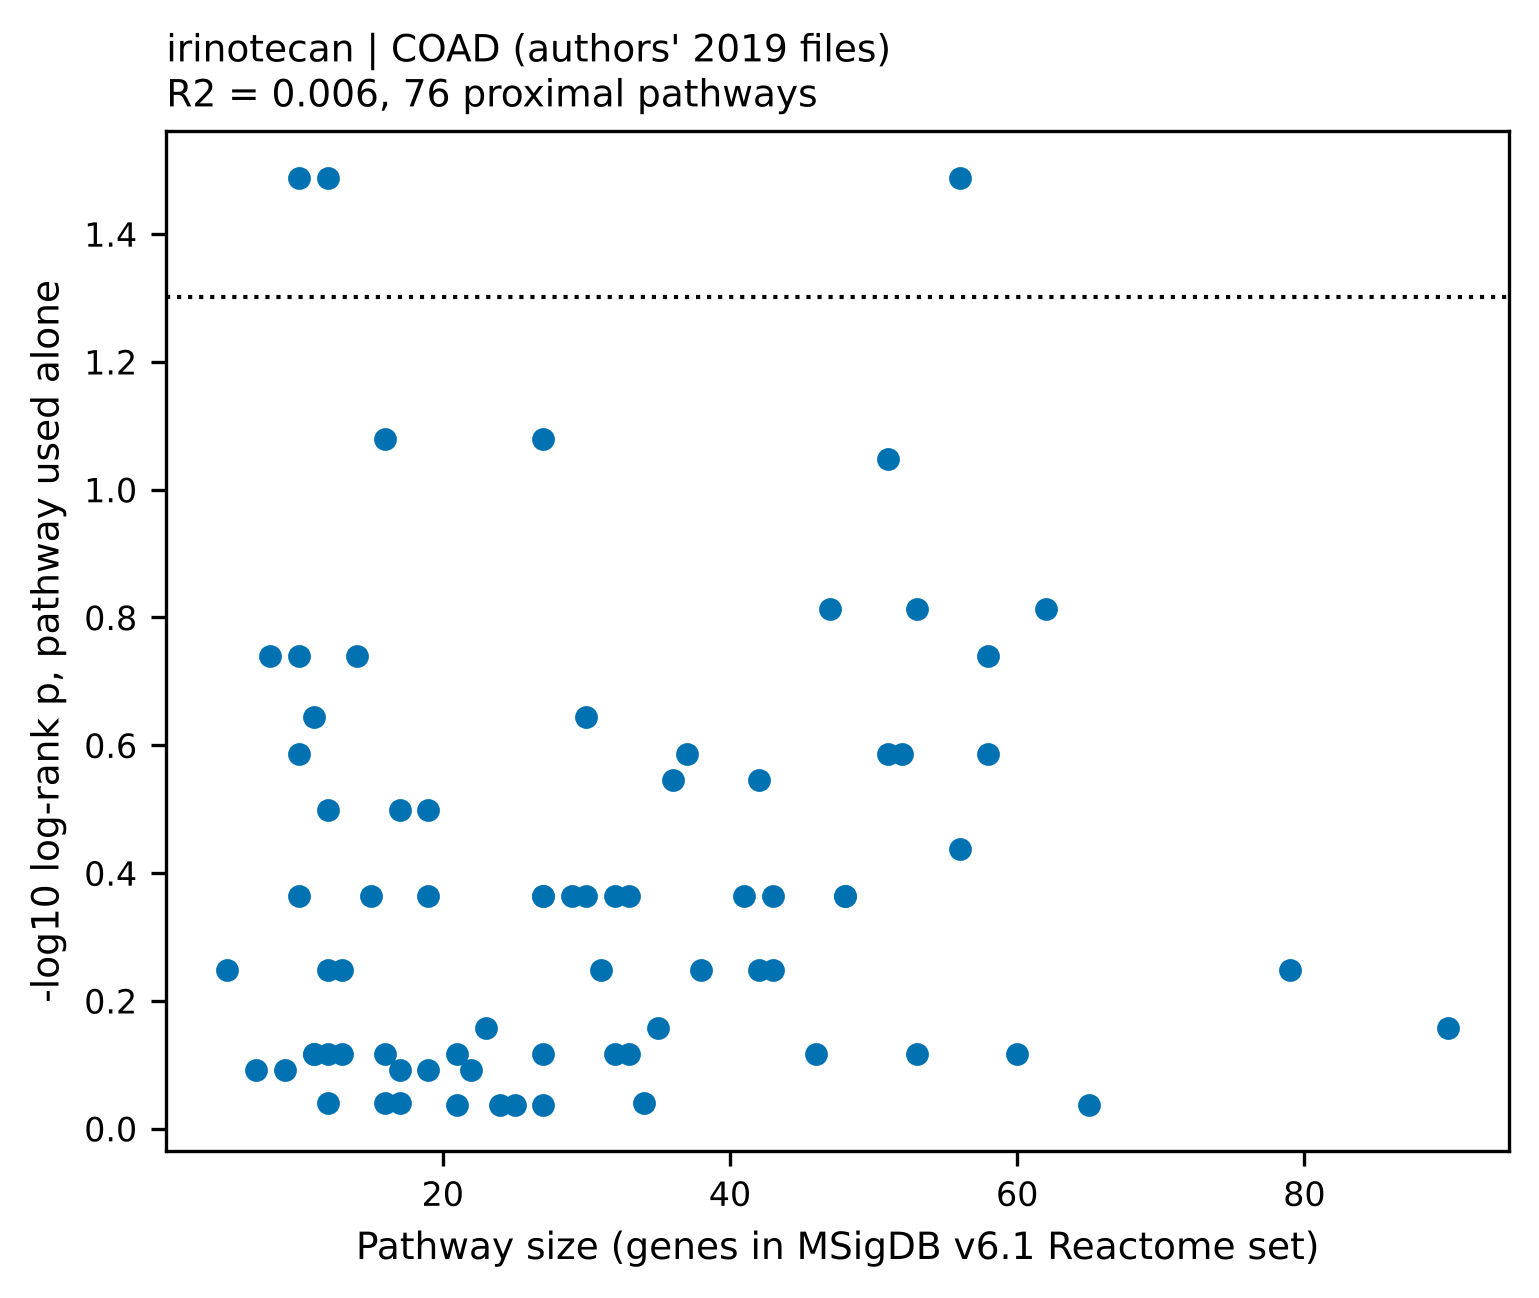 irinotecan | COAD (authors' 2019 files)
R2 = 0.006, 76 proximal pathways
-log10 log-rank p, pathway used alone
1.4
1.2
1.0
0.8
0.6
0.4
0.2
0.0
20 40 60 80
Pathway size (genes in MSigDB v6.1 Reactome set)